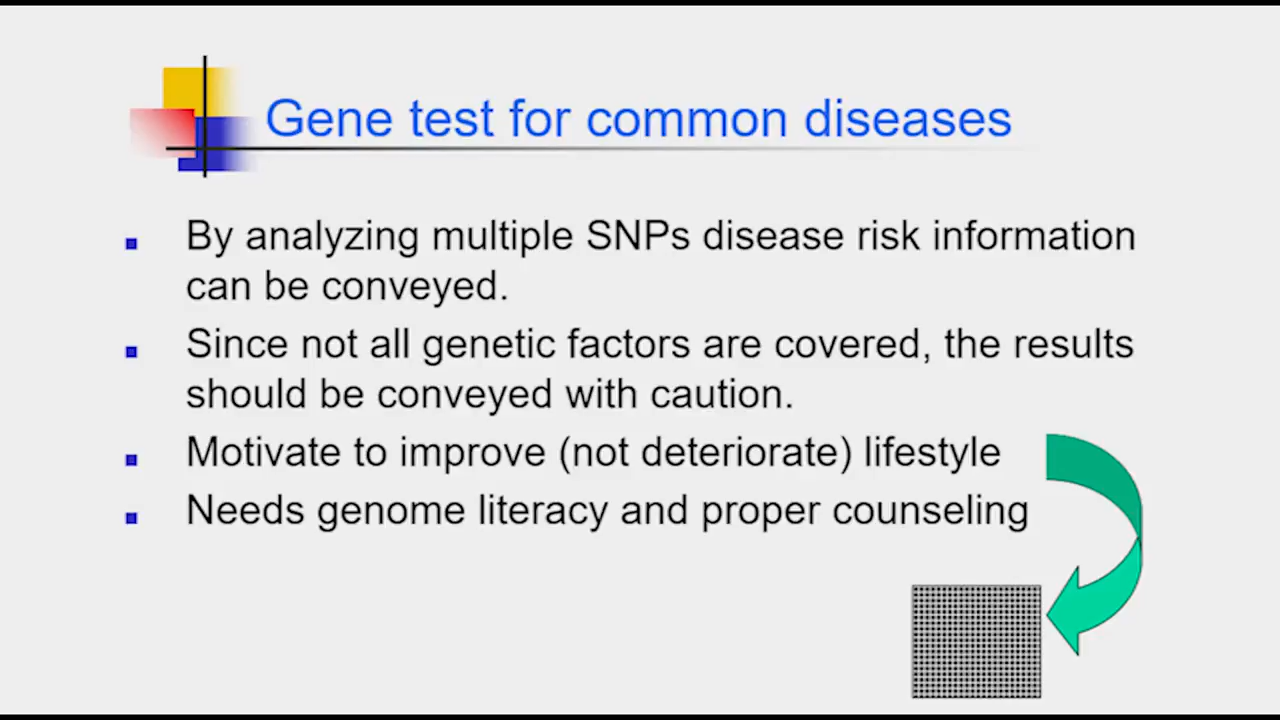 Gene test for common diseases
By analyzing multiple SNPs disease risk information
can be conveyed.
Since not all genetic factors are covered, the results
should be conveyed with caution.
Motivate to improve (not deteriorate) lifestyle
Needs genome literacy and proper counseling